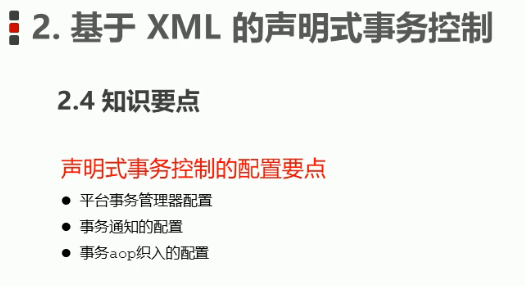 2. 基于 XML 的声明式事务控制
2.4 知识要点
声明式事务控制的配置要点
● 平台事务管理器配置
● 事务通知的配置
● 事务aop织入的配置